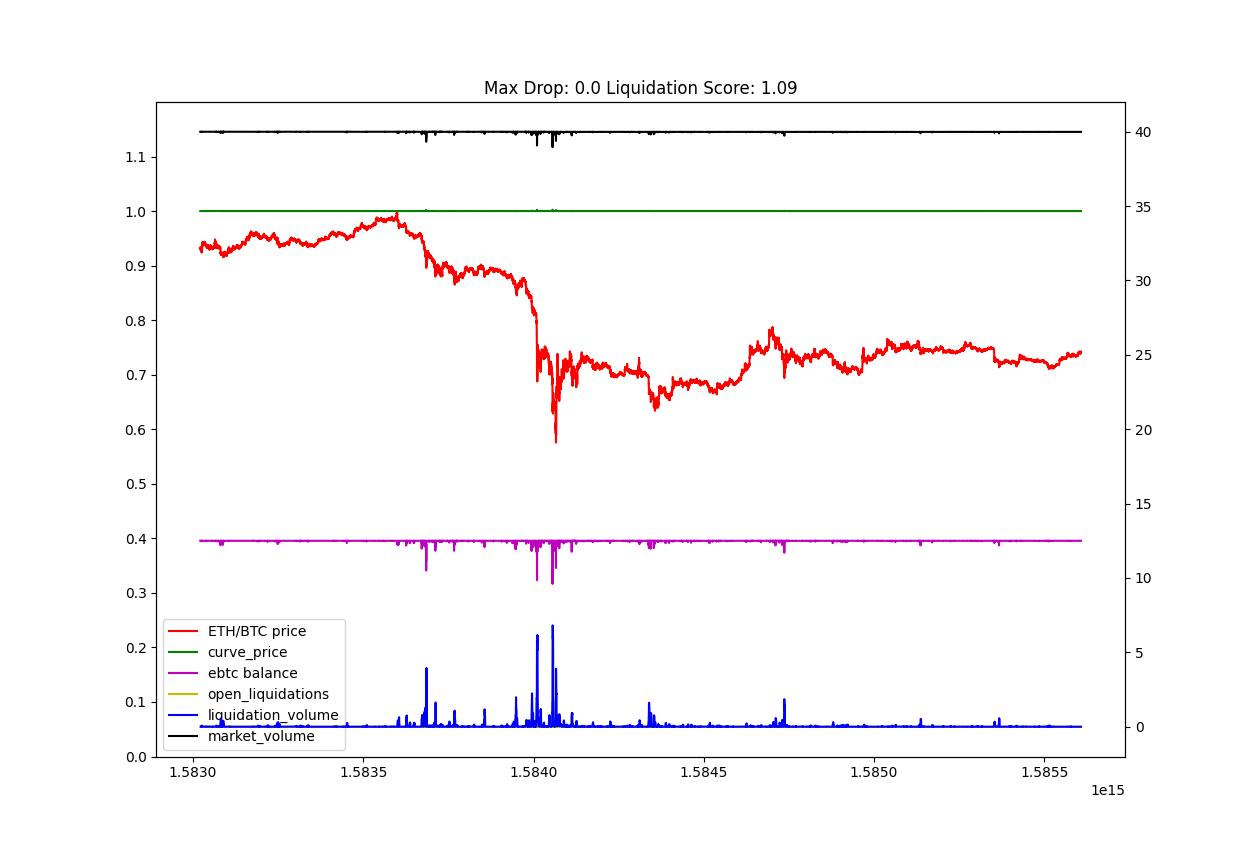 Max Drop: 0.0 Liquidation Score: 1.09
1.1
1.0
0.9
0.8
0.7
0.6
0.5
0.4
0.3
0.2
0.1
0.0
40
35
30
25
20
15
10
5
0
ETH/BTC price
curve_price
ebtc balance
open_liquidations
liquidation_volume
market_volume
1.5830 1.5835 1.5840 1.5845 1.5850 1.5855
1e15